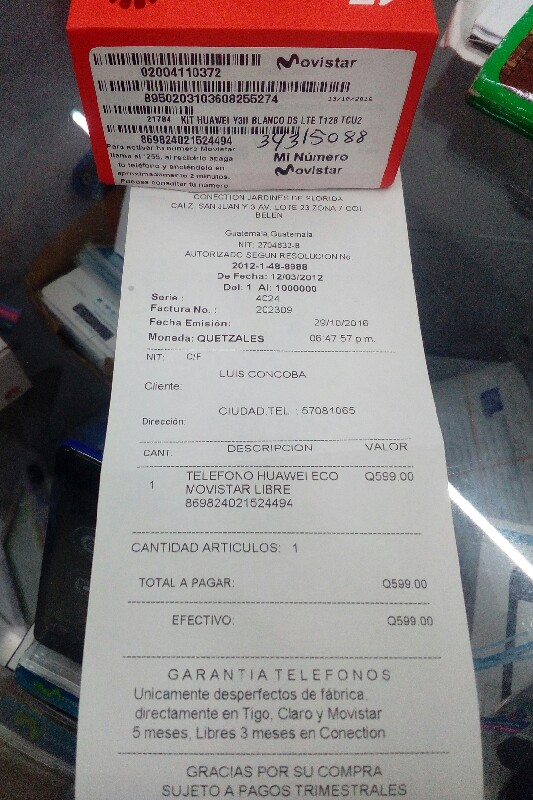 Movistar
02004110372
8950203103608255274
13/10/2016
21704 KIT HUAWEI Y3II BLANCO DS LTE T128 TCU2
869824021524494
34315088
Para activar tu número Movistar
llama al *255, al recibirlo apaga
tu teléfono y enciéndelo en
aproximadamente 2 minutos.
Puedes consultar tu número
Mi Número
Movistar
CONECTION JARDINES DE FLORIDA
CALZ. SAN JUAN Y 3 AV. LOTE 23 ZONA 7 COL.
BELEN
Guatemala,Guatemala
NIT: 2704632-8
AUTORIZADO SEGUN RESOLUCION No
2012-1-48-8988
De Fecha: 12/03/2012
Del: 1 Al: 1000000
Serie : 4C24
Factura No. : 202309
Fecha Emisión: 29/10/2016
Moneda: QUETZALES 06:47:57 p.m.
NIT: C/F
LUIS CONCOBA
Cliente:
CIUDAD.TEL : 57081065
Dirección:
CANT. DESCRIPCION VALOR
1 TELEFONO HUAWEI ECO Q599.00
MOVISTAR LIBRE
869824021524494
CANTIDAD ARTICULOS: 1
TOTAL A PAGAR: Q599.00
EFECTIVO: Q599.00
GARANTIA TELEFONOS
Unicamente desperfectos de fábrica,
directamente en Tigo, Claro y Movistar
5 meses, Libres 3 meses en Conection
GRACIAS POR SU COMPRA
SUJETO A PAGOS TRIMESTRALES
movistar